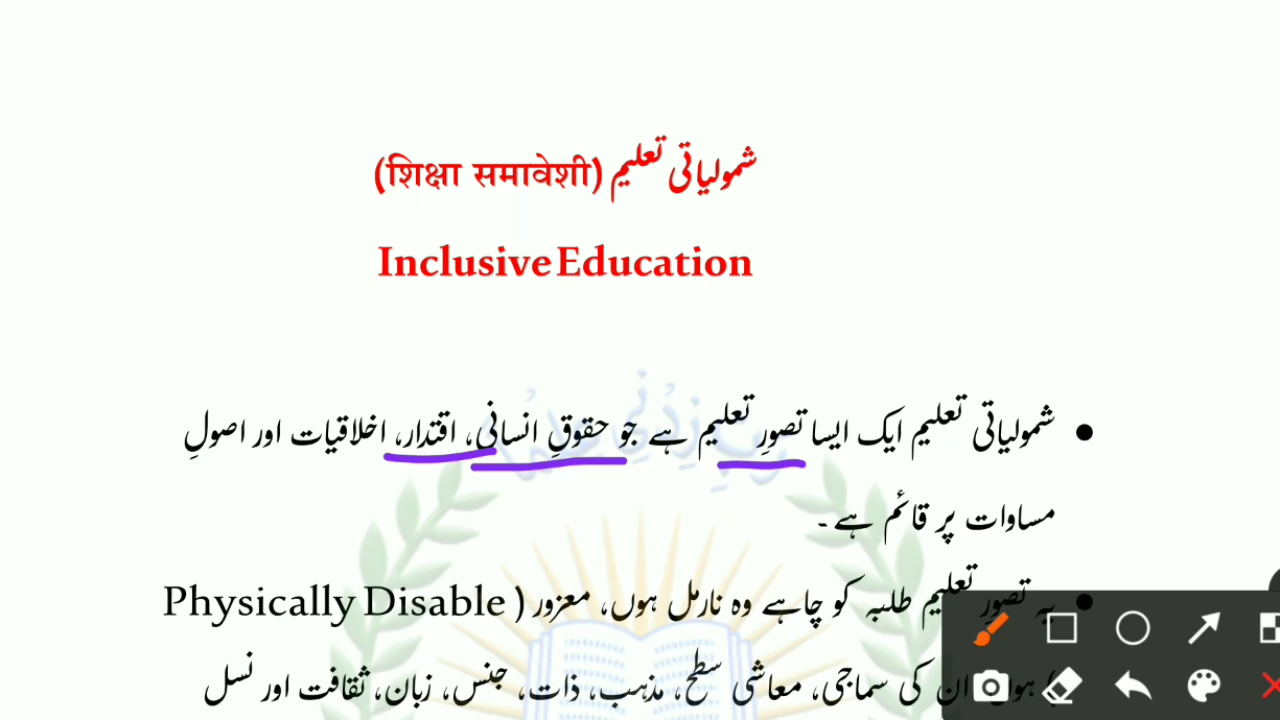 شمولیاتی تعلیم (शिक्षा समावेशी)
Inclusive Education
شمولیاتی تعلیم ایک ایسا تصورِ تعلیم ہے جو حقوقِ انسانی، اقتدار، اخلاقیات اور اصولِ
مساوات پر قائم ہے۔
یہ تصورِ تعلیم طلبہ کو چاہے وہ نارمل ہوں، معزور ( Physically Disable
) ہوں، ان کی سماجی، معاشی سطح، مذہب، ذات، جنس، زبان، ثقافت اور نسل